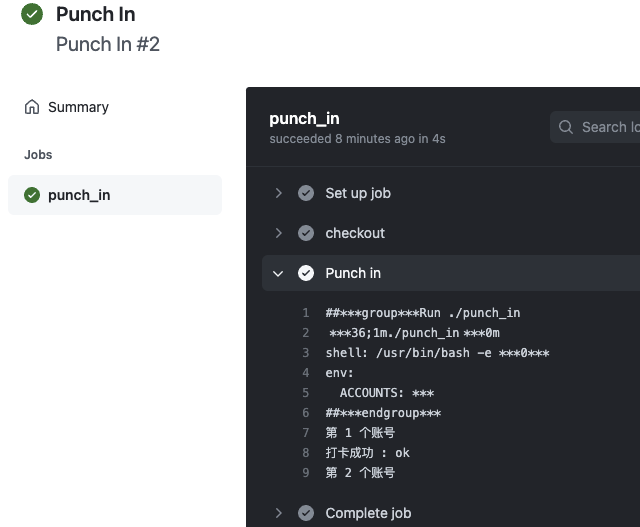 Punch In
Punch In #2
Summary
Jobs
punch_in
punch_in
succeeded 8 minutes ago in 4s
Search lo
Set up job
checkout
Punch in
1 ##***group***Run ./punch_in
2 ***36;1m./punch_in ***0m
3 shell: /usr/bin/bash -e ***0***
4 env:
5 ACCOUNTS: ***
6 ##***endgroup***
7 第 1 个账号
8 打卡成功 : ok
9 第 2 个账号
Complete job